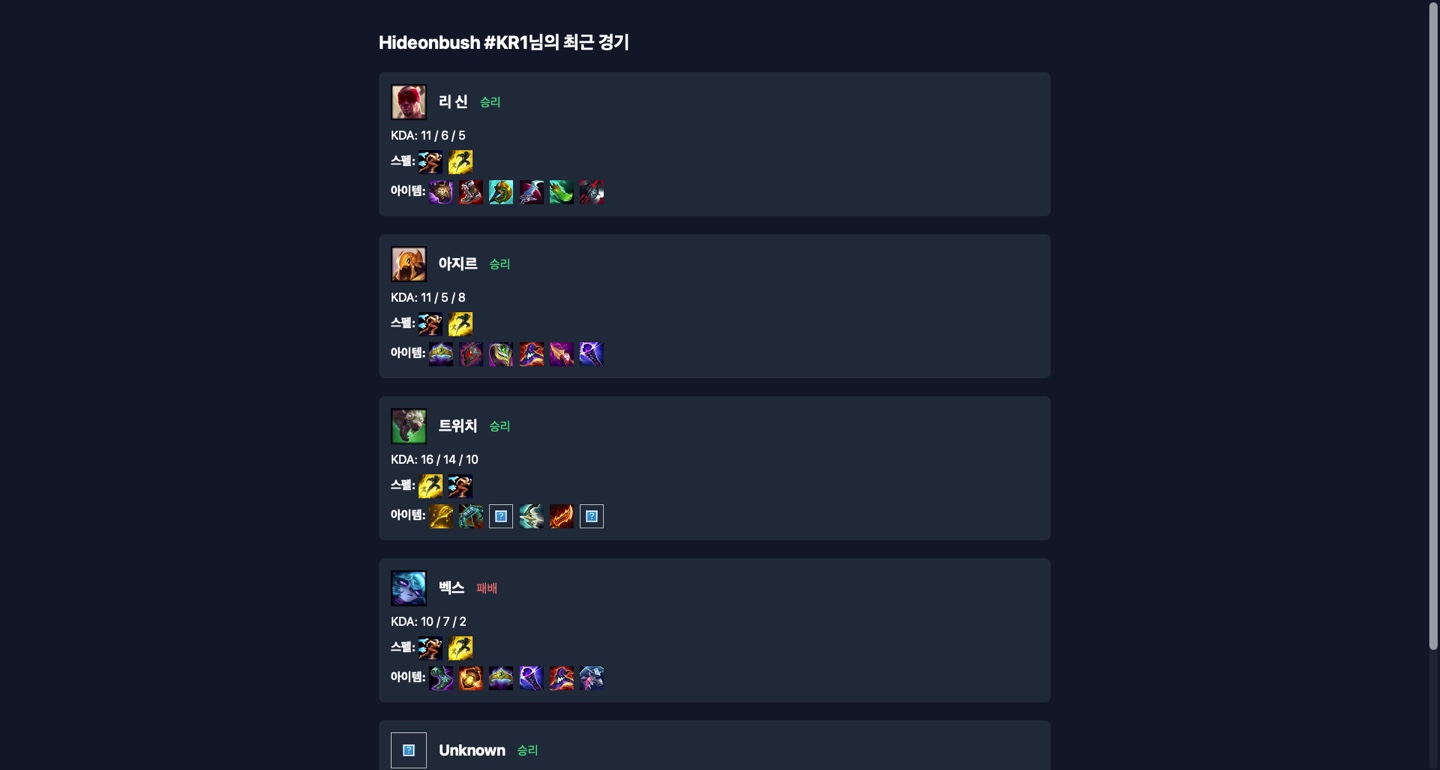 Hideonbush #KR1님의 최근 경기
리 신 승리
KDA: 11 / 6 / 5
스펠:
아이템:
아지르 승리
KDA: 11 / 5 / 8
스펠:
아이템:
트위치 승리
KDA: 16 / 14 / 10
스펠:
아이템:
벡스 패배
KDA: 10 / 7 / 2
스펠:
아이템:
Unknown 승리